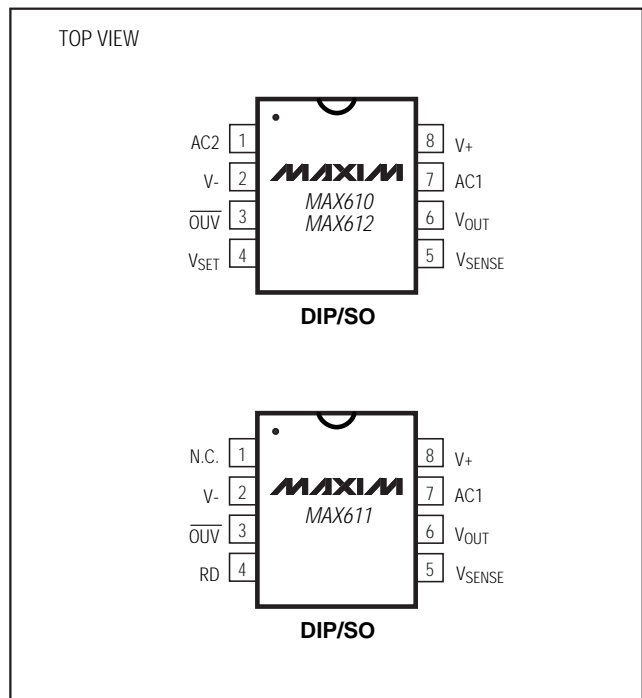 TOP VIEW
AC2 1
V- 2
OUV 3
VSET 4
MAXIM
MAX610
MAX612
8 V+
7 AC1
6 VOUT
5 VSENSE
DIP/SO
N.C. 1
V- 2
OUV 3
RD 4
MAXIM
MAX611
8 V+
7 AC1
6 VOUT
5 VSENSE
DIP/SO